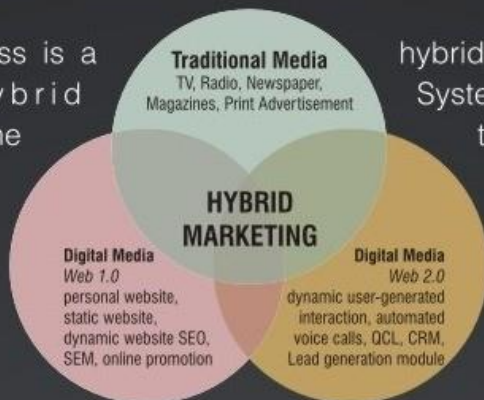 ss is a
ybrid
ne
Traditional Media
TV, Radio, Newspaper,
Magazines, Print Advertisement
hybrid
Syste
t
HYBRID
MARKETING
Digital Media
Web 1.0
personal website,
static website,
dynamic website SEO,
SEM, online promotion
Digital Media
Web 2.0
dynamic user-generated
interaction, automated
voice calls, QCL, CRM,
Lead generation module